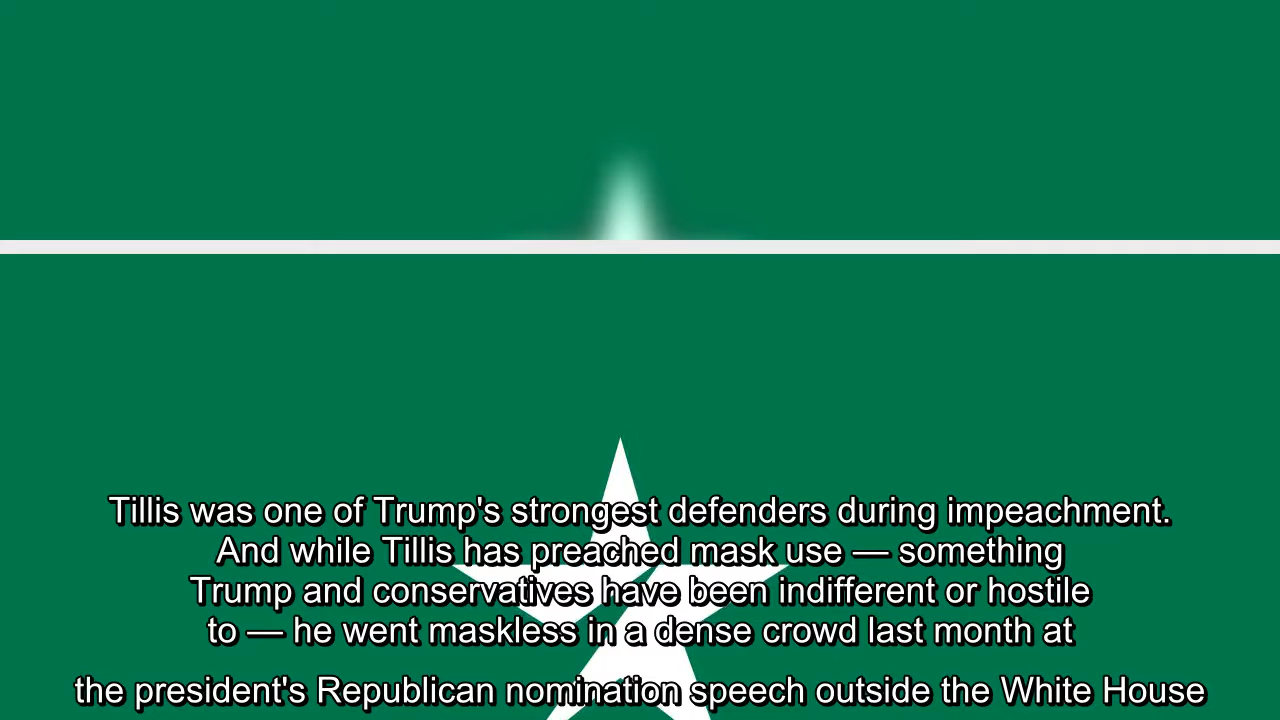 Tillis was one of Trump's strongest defenders during impeachment.
And while Tillis has preached mask use — something
Trump and conservatives have been indifferent or hostile
to — he went maskless in a dense crowd last month at
the president's Republican nomination speech outside the White House